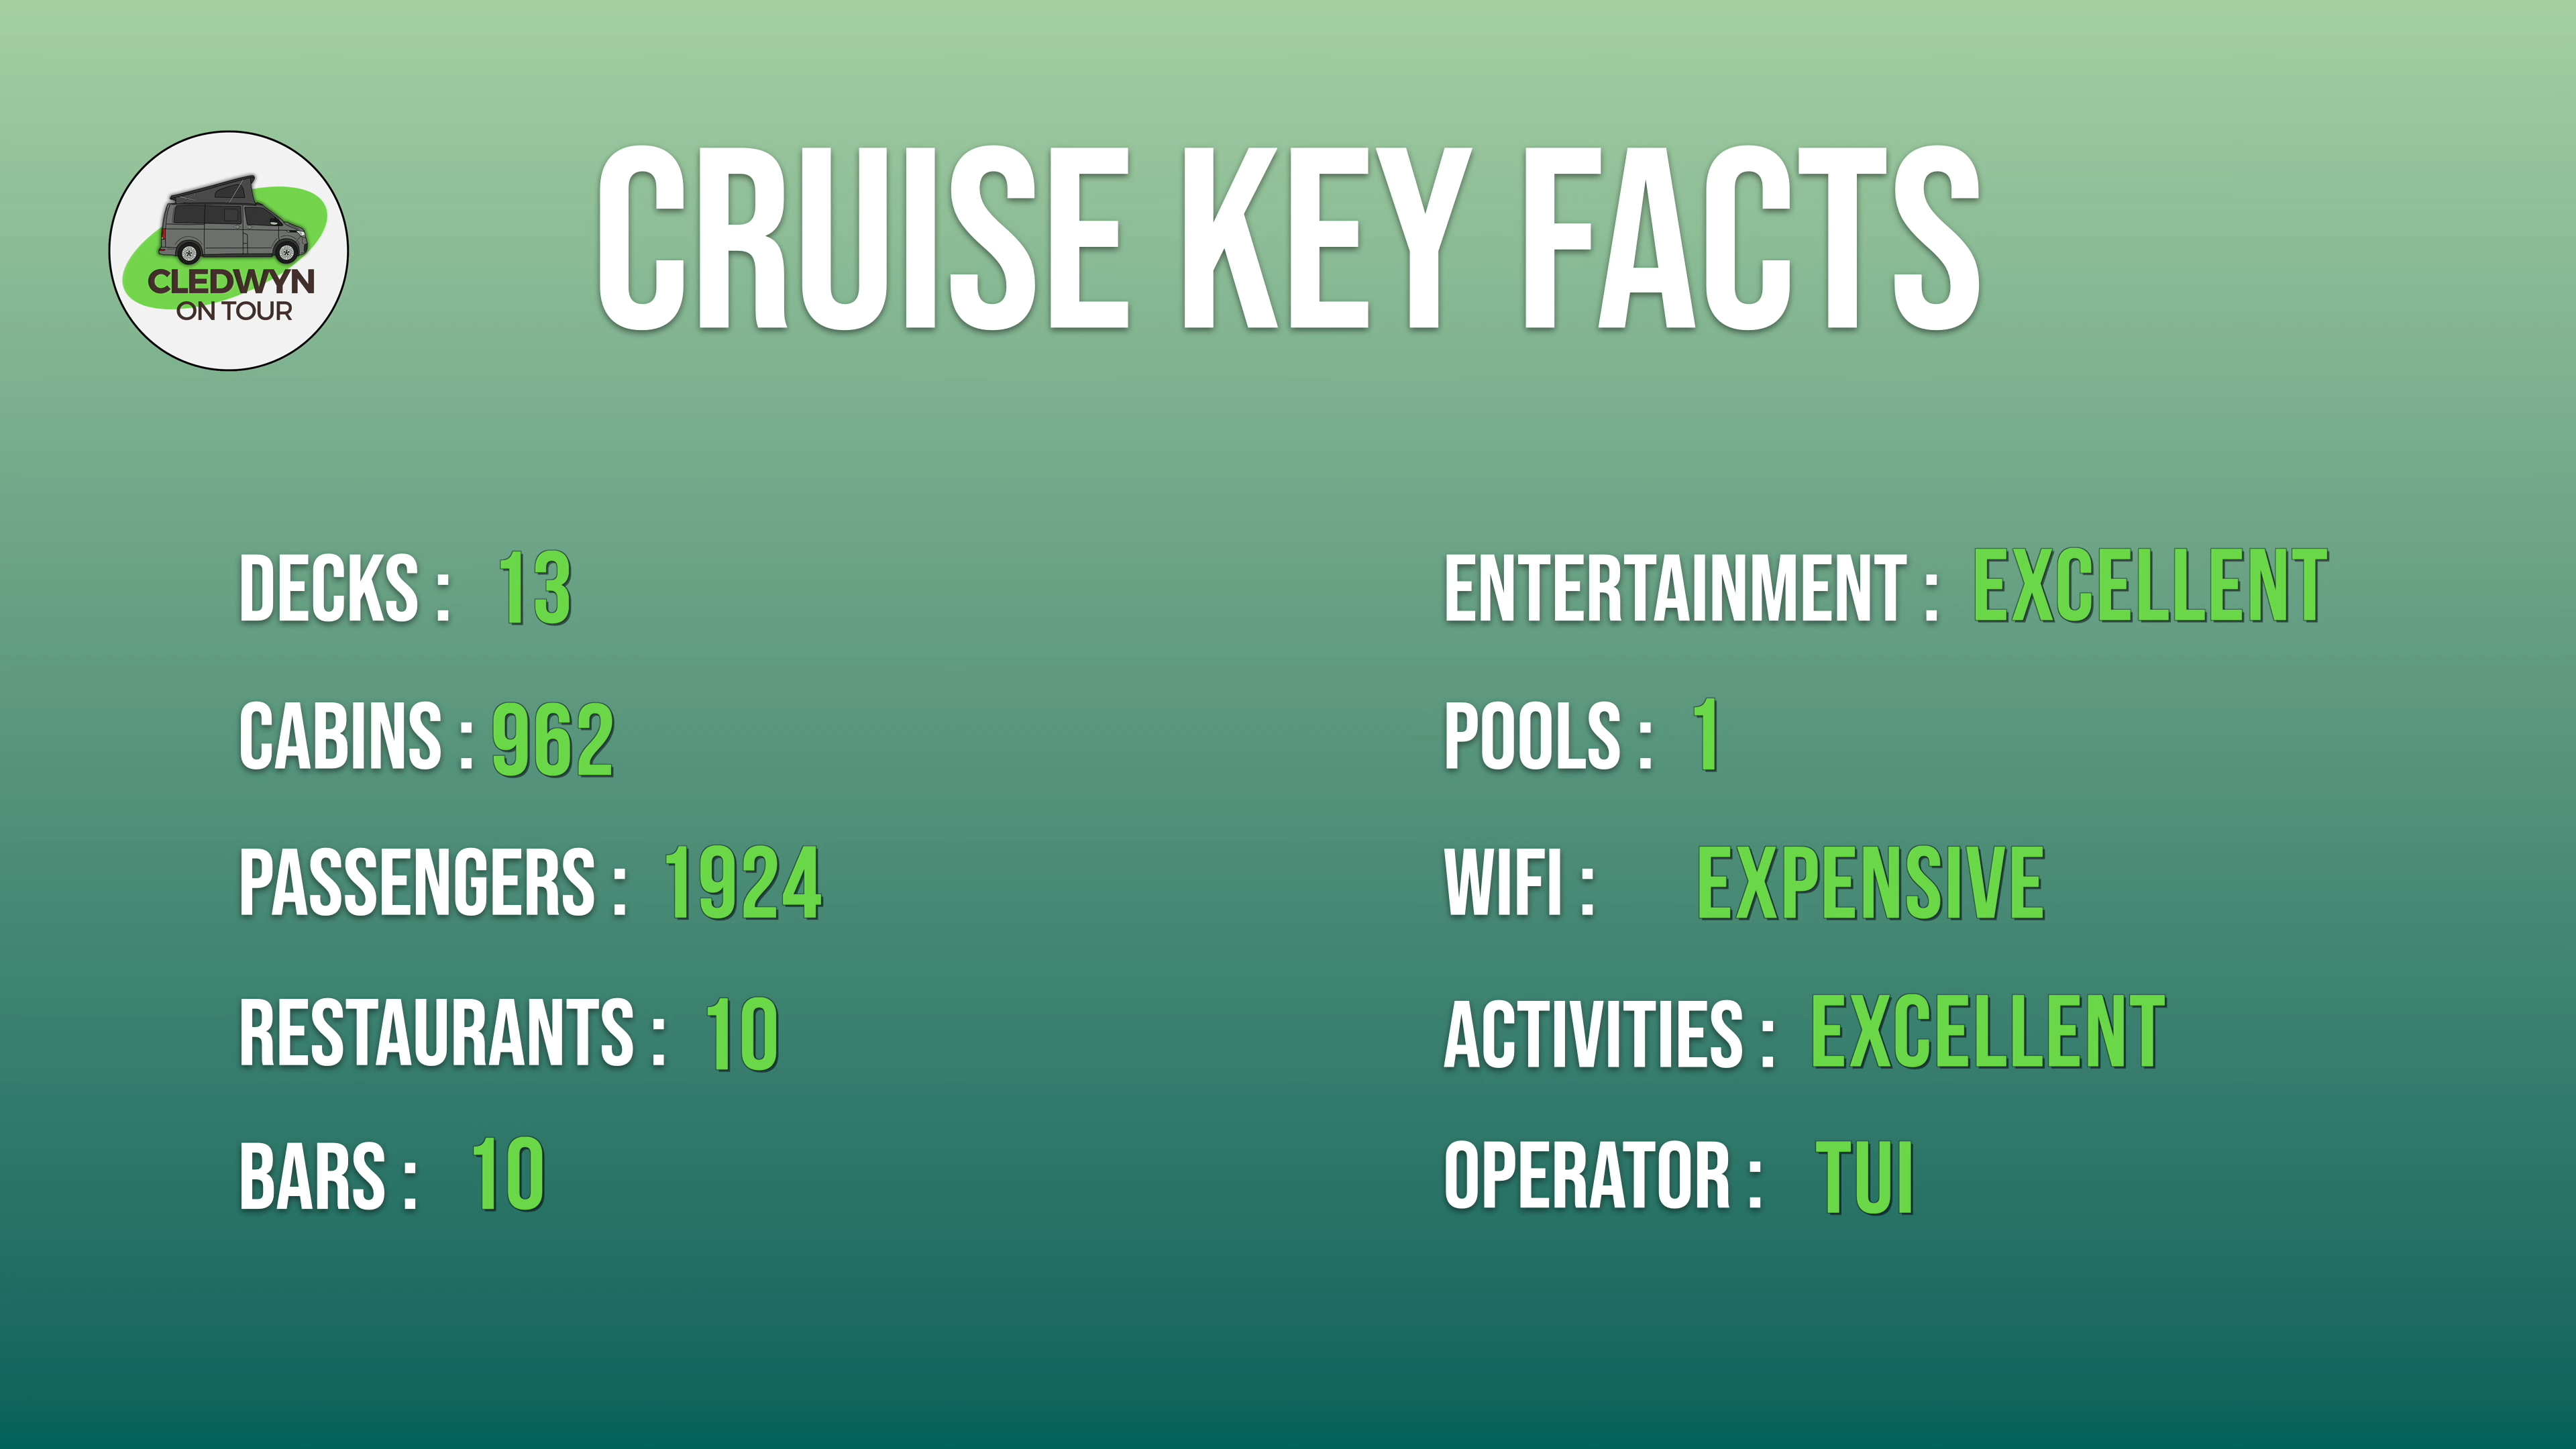 CLEDWYN
ON TOUR
CRUISE KEY FACTS
DECKS : 13
CABINS : 962
PASSENGERS : 1924
RESTAURANTS : 10
BARS : 10
ENTERTAINMENT : EXCELLENT
POOLS : 1
WIFI : EXPENSIVE
ACTIVITIES : EXCELLENT
OPERATOR : TUI